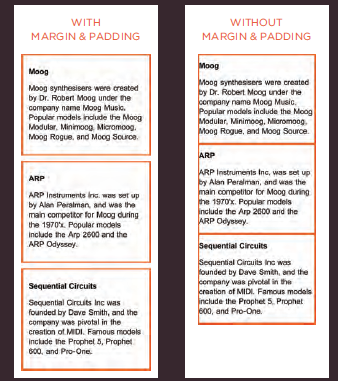 WITH
MARGIN & PADDING
Moog
Moog synthesisers were created
by Dr. Robert Moog under the
company name Moog Music.
Popular models include the Moog
Modular, Minimoog, Micromoog,
Moog Rogue, and Moog Source.
ARP
ARP Instruments Inc. was set up
by Alan Peralman, and was the
main competitor for Moog during
the 1970's. Popular models
include the Arp 2600 and the
ARP Odyssey.
Sequential Circuits
Sequential Circuits Inc was
founded by Dave Smith, and the
company was pivotal in the
creation of MIDI. Famous models
include the Prophet 5, Prophet
600, and Pro-One.
WITHOUT
MARGIN & PADDING
Moog
Moog synthesisers were created
by Dr. Robert Moog under the
company name Moog Music.
Popular models include the Moog
Modular, Minimoog, Micromoog,
Moog Rogue, and Moog Source.
ARP
ARP Instruments Inc. was set up
by Alan Peralman, and was the
main competitor for Moog during
the 1970's. Popular models
include the Arp 2600 and the
ARP Odyssey.
Sequential Circuits
Sequential Circuits Inc was
founded by Dave Smith, and the
company was pivotal in the
creation of MIDI. Famous models
include the Prophet 5, Prophet
600, and Pro-One.